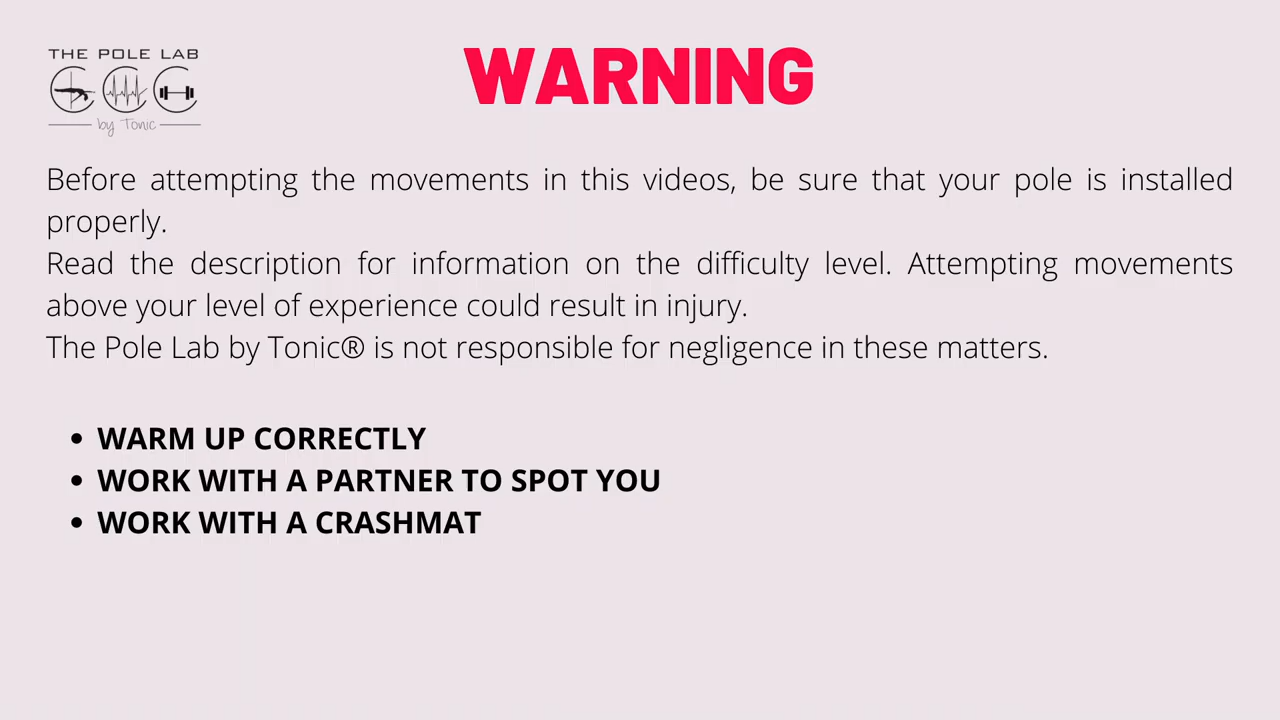 THE POLE LAB
by Tonic
WARNING
Before attempting the movements in this videos, be sure that your pole is installed
properly.
Read the description for information on the difficulty level. Attempting movements
above your level of experience could result in injury.
The Pole Lab by Tonic® is not responsible for negligence in these matters.
• WARM UP CORRECTLY
• WORK WITH A PARTNER TO SPOT YOU
• WORK WITH A CRASHMAT